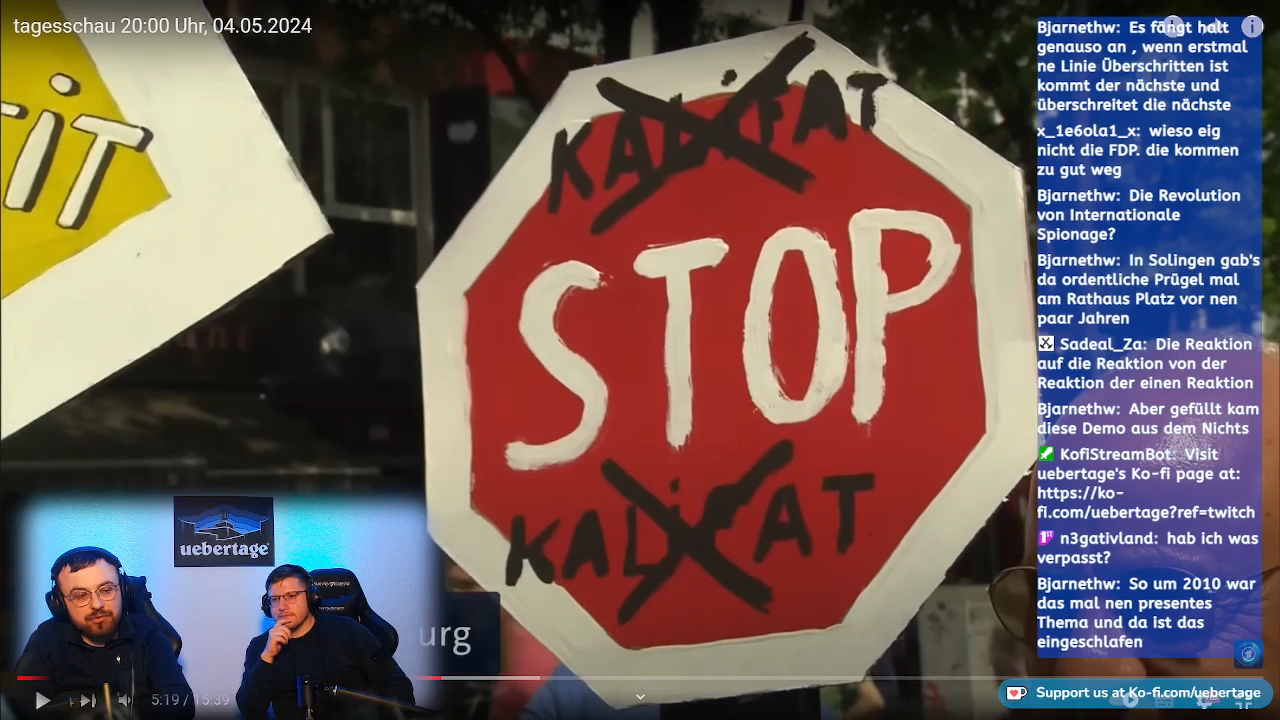 tagesschau 20:00 Uhr, 04.05.2024
iT
KALiFAT
STOP
KALiFAT
uebertage
urg
5:19 / 15:39
Bjarnethw: Es fängt halt
genauso an , wenn erstmal
ne Linie Überschritten ist
kommt der nächste und
überschreitet die nächste
x_1e6ola1_x: wieso eig
nicht die FDP. die kommen
zu gut weg
Bjarnethw: Die Revolution
von Internationale
Spionage?
Bjarnethw: In Solingen gab's
da ordentliche Prügel mal
am Rathaus Platz vor nen
paar Jahren
Sadeal_Za: Die Reaktion
auf die Reaktion von der
Reaktion der einen Reaktion
Bjarnethw: Aber gefüllt kam
diese Demo aus dem Nichts
KofiStreamBot: Visit
uebertage's Ko-fi page at:
https://ko-
fi.com/uebertage?ref=twitch
1ST n3gativland: hab ich was
verpasst?
Bjarnethw: So um 2010 war
das mal nen presentes
Thema und da ist das
eingeschlafen
Support us at Ko-fi.com/uebertage